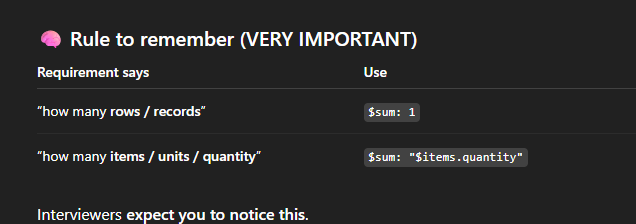 🧠 Rule to remember (VERY IMPORTANT)
Requirement says Use
“how many rows / records” $sum: 1
“how many items / units / quantity” $sum: "$items.quantity"
Interviewers expect you to notice this.